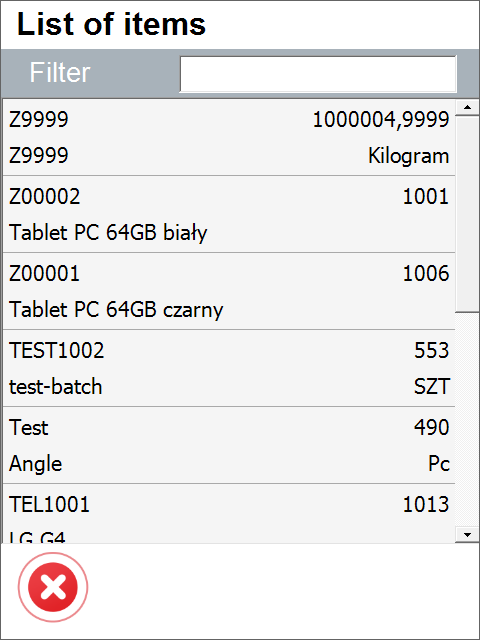 List of items
Filter
Z9999 1000004,9999
Z9999 Kilogram
Z00002 1001
Tablet PC 64GB biały
Z00001 1006
Tablet PC 64GB czarny
TEST1002 553
test-batch SZT
Test 490
Angle Pc
TEL1001 1013
LG G4